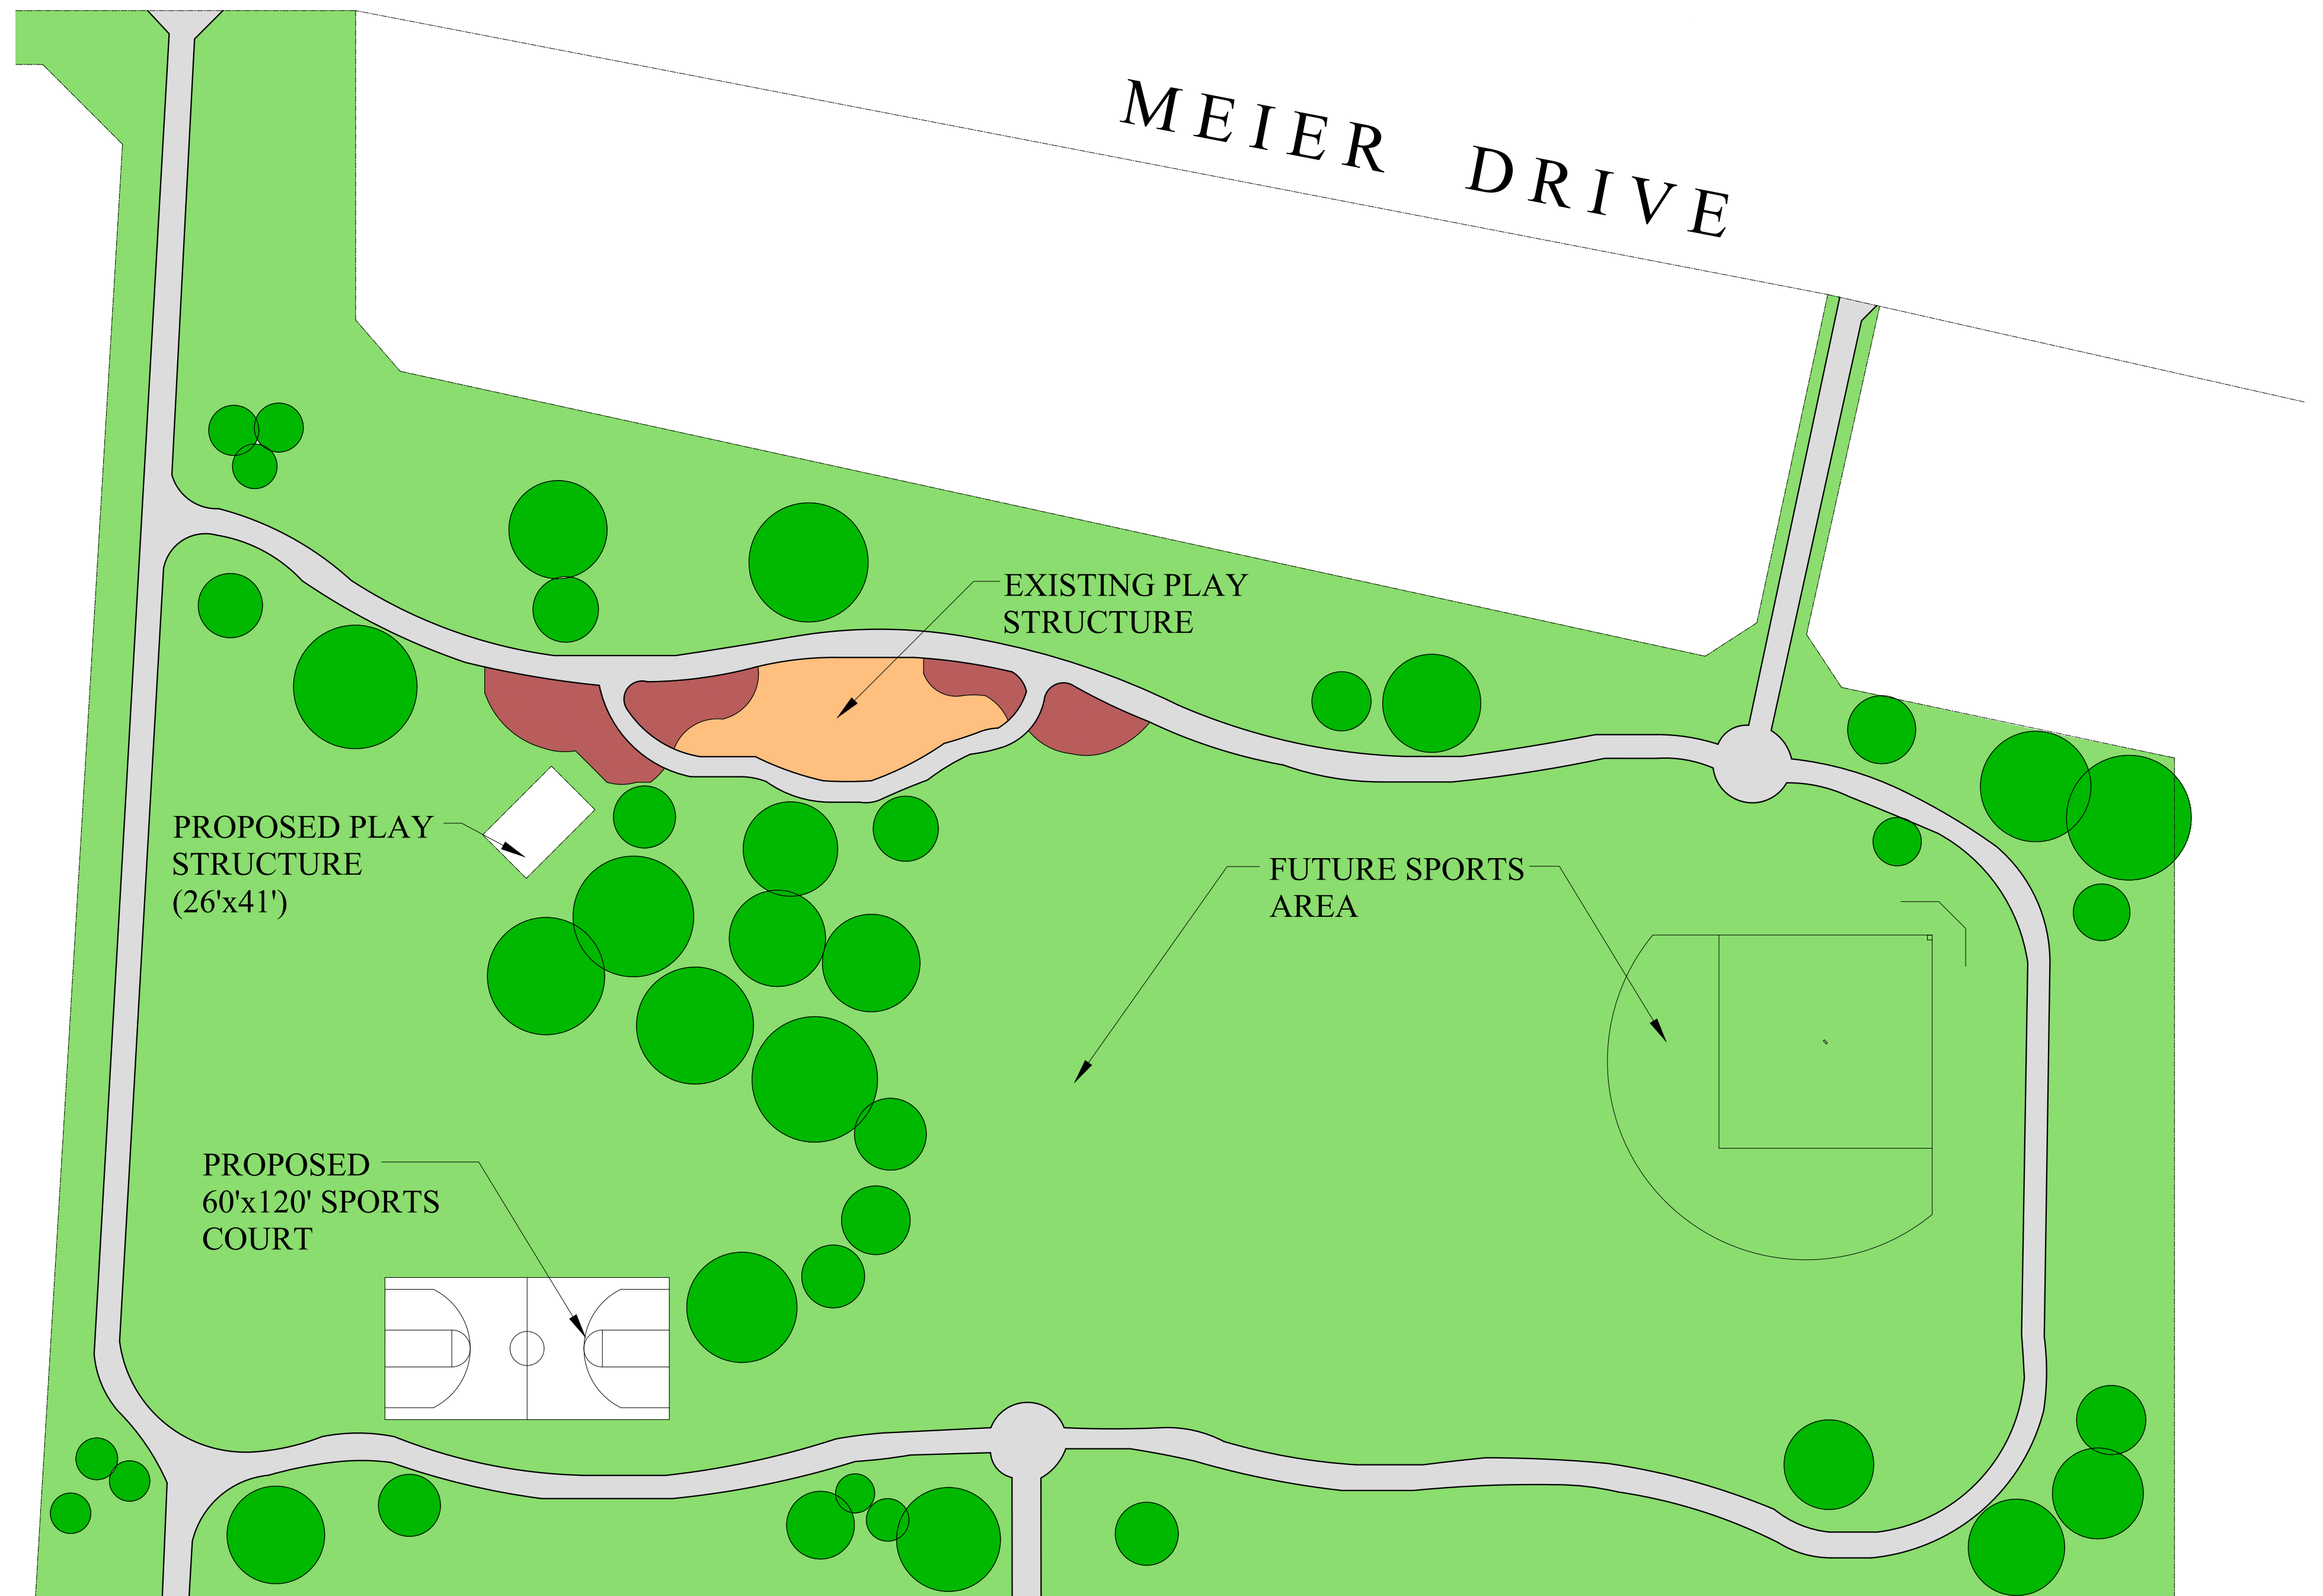 MEIER DRIVE
EXISTING PLAY
STRUCTURE
PROPOSED PLAY
STRUCTURE
(26'x41')
FUTURE SPORTS
AREA
PROPOSED
60'x120' SPORTS
COURT